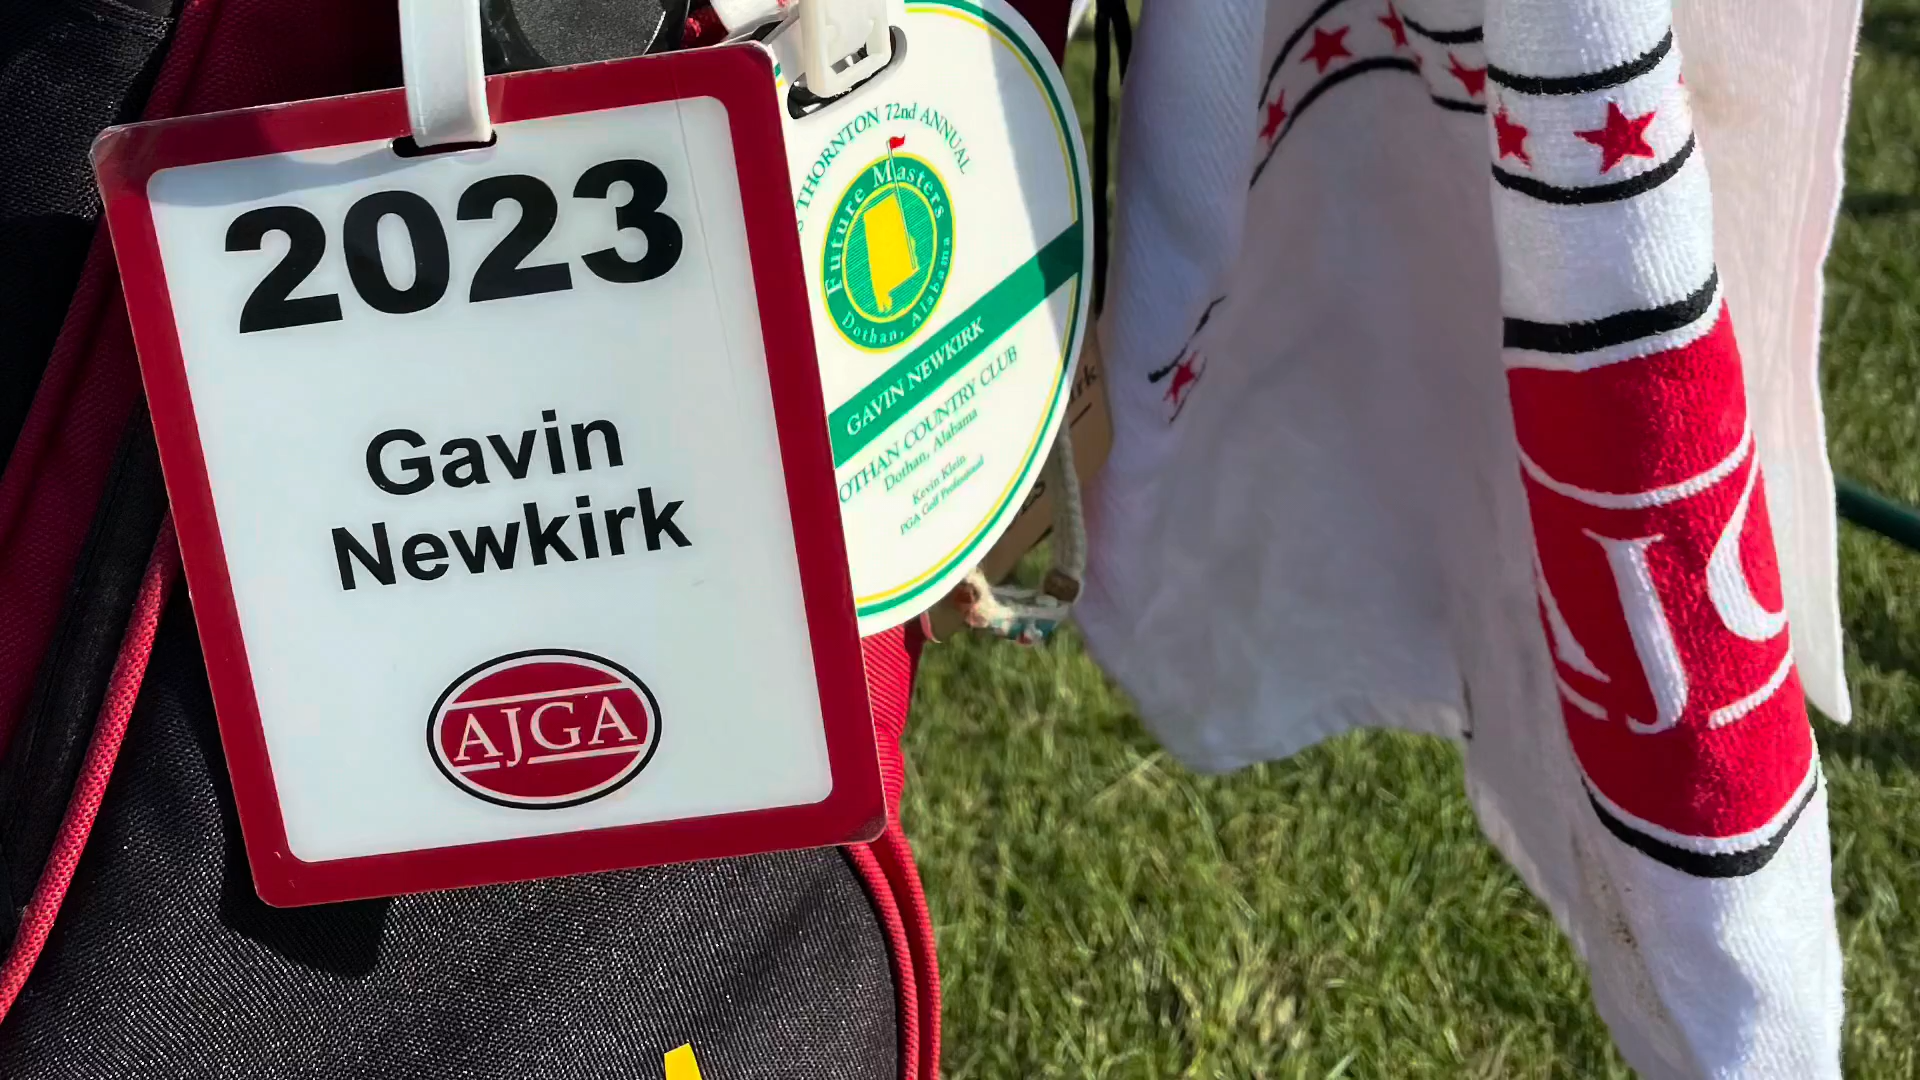 2023
Gavin
Newkirk
AJGA
THORNTON 72nd ANNUAL
Future Masters
Dothan, Alabama
GAVIN NEWKIRK
OTHAN COUNTRY CLUB
Dothan, Alabama
Kevin Klein
PGA Golf Professional
AJG